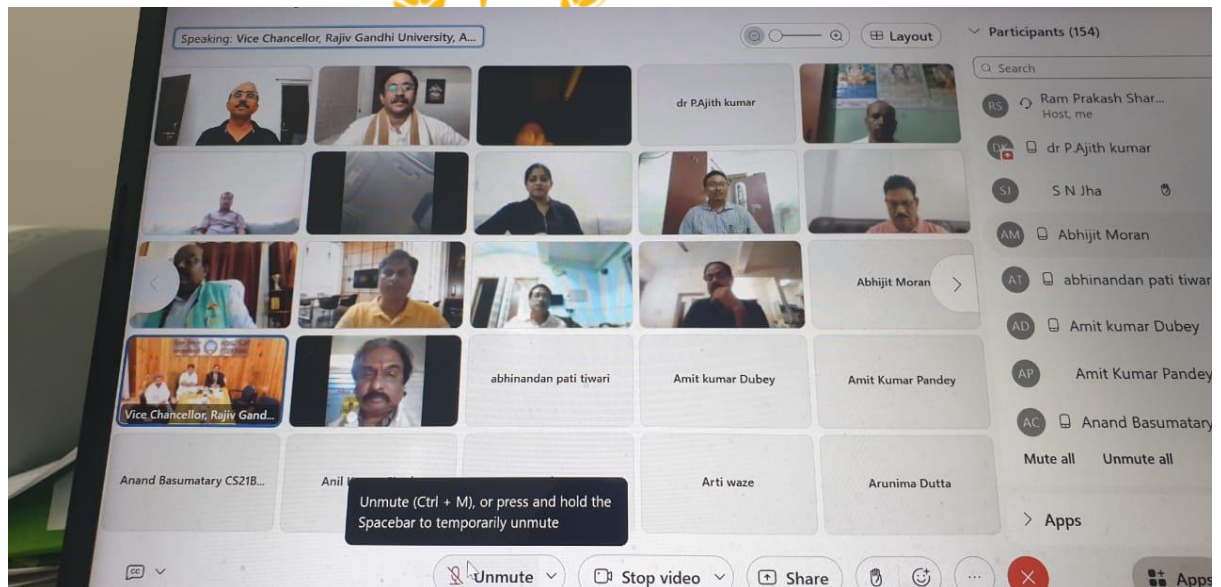 Speaking: Vice Chancellor, Rajiv Gandhi University, A...
Layout
Participants (154)
Search
dr P.Ajith kumar
RS
Ram Prakash Shar...
Host, me
DK
dr P.Ajith kumar
SJ
S N Jha
AM
Abhijit Moran
Abhijit Moran
AT
abhinandan pati tiwar
AD
Amit kumar Dubey
Vice Chancellor, Rajiv Gand...
abhinandan pati tiwari
Amit kumar Dubey
Amit Kumar Pandey
AP
Amit Kumar Pandey
AC
Anand Basumatary
Anand Basumatary CS21B...
Anil
Arti waze
Arunima Dutta
Mute all
Unmute all
Unmute (Ctrl + M), or press and hold the
Spacebar to temporarily unmute
Apps
CC
Unmute
Stop video
Share
Apps